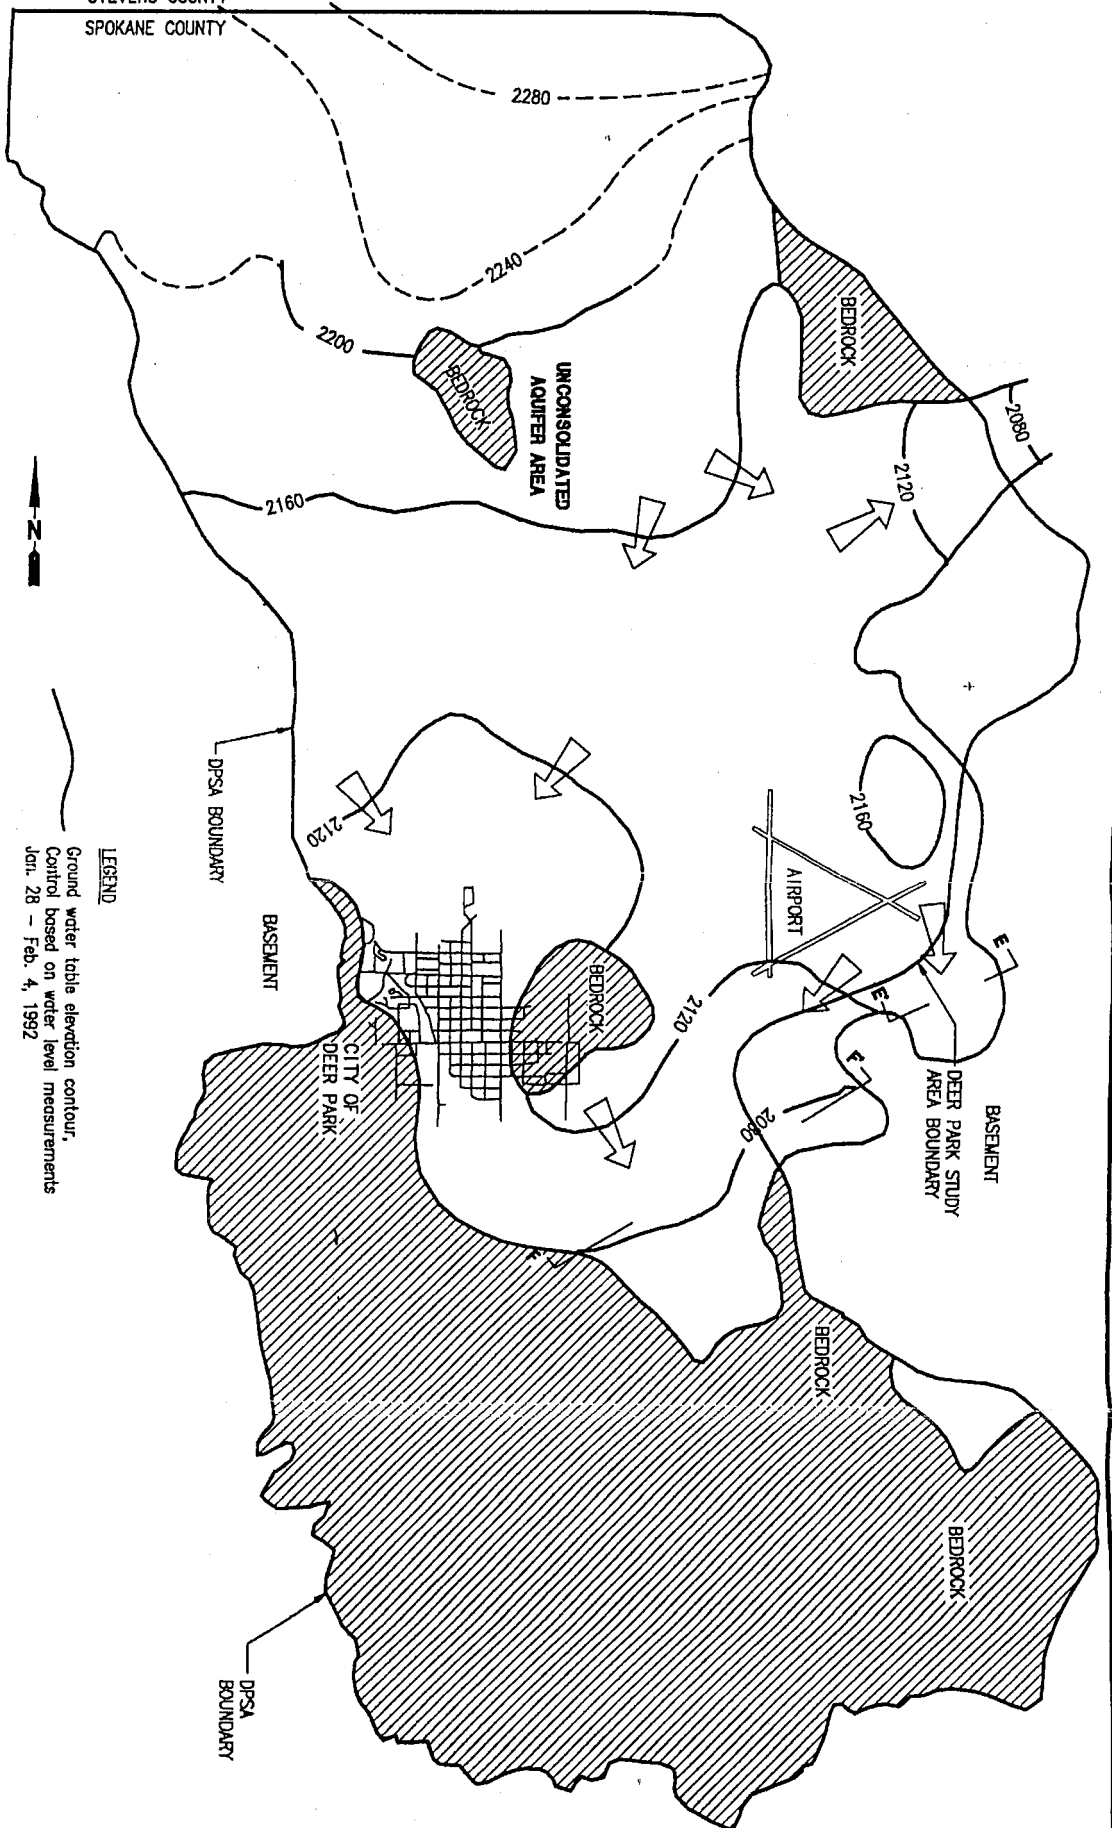 STEVENS COUNTY
SPOKANE COUNTY
2280
2240
2200
BEDROCK
BEDROCK
UNCONSOLIDATED
AQUIFER AREA
2080
2120
2160
N
DPSA BOUNDARY
2120
2160
AIRPORT
BASEMENT
BEDROCK
2120
E
E
F
2080
DEER PARK STUDY
AREA BOUNDARY
BASEMENT
CITY OF
DEER PARK
F
BEDROCK
BEDROCK
DPSA
BOUNDARY
LEGEND
Ground water table elevation contour,
Control based on water level measurements
Jan. 28 - Feb. 4, 1992